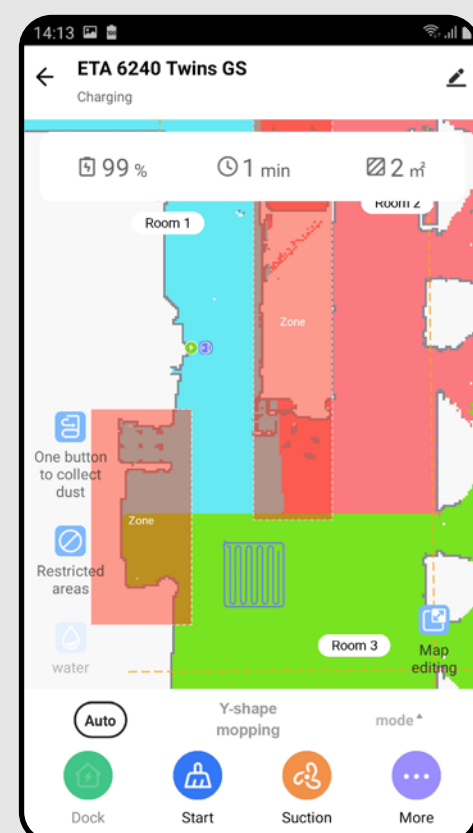 14:13
ETA 6240 Twins GS
Charging
99 %
1 min
2 m²
Room 2
Room 1
Zone
One button
to collect
dust
Zone
Restricted
areas
water
Room 3
Map
editing
Auto
Y-shape
mopping
mode
Dock
Start
Suction
More